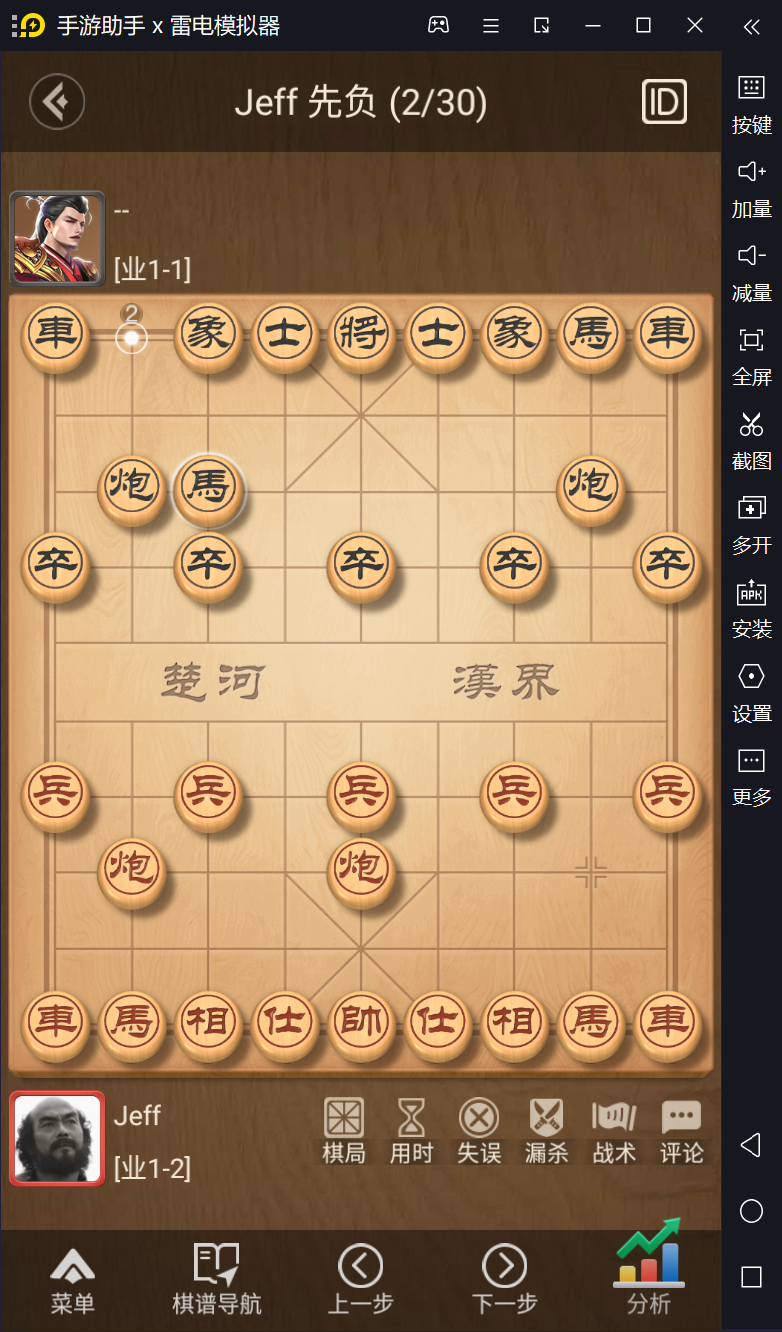 手游助手 x 雷电模拟器
Jeff 先负 (2/30)
ID
按键
加量
减量
全屏
截图
多开
APK
安装
设置
更多
--
[业1-1]
2
車 象 士 將 士 象 馬 車
炮 馬 炮
卒 卒 卒 卒 卒
楚河 漢界
兵 兵 兵 兵 兵
炮 炮
車 馬 相 仕 帥 仕 相 馬 車
Jeff
[业1-2]
棋局 用时 失误 漏杀 战术 评论
菜单 棋谱导航 上一步 下一步 分析